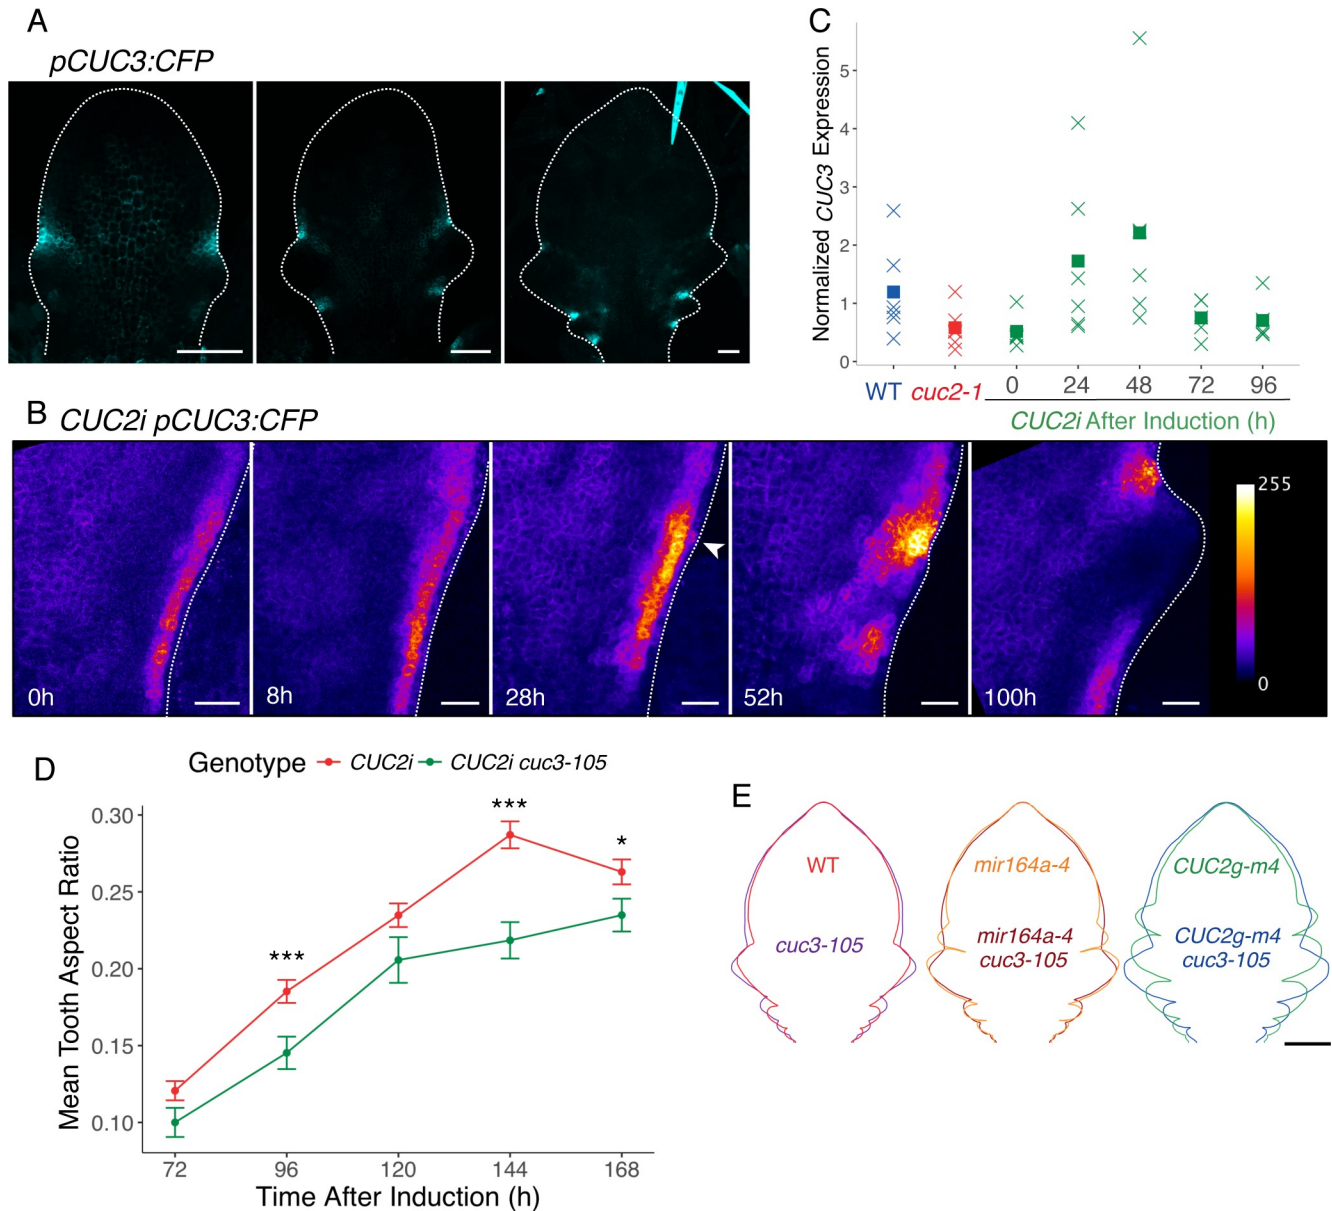 A
pCUC3:CFP
B
CUC2i pCUC3:CFP
0h
8h
28h
52h
100h
255
0
C
Normalized CUC3 Expression
5
4
3
2
1
0
WT cuc2-1 0 24 48 72 96
CUC2i After Induction (h)
D
Genotype CUC2i CUC2i cuc3-105
Mean Tooth Aspect Ratio
0.30
0.25
0.20
0.15
0.10
***
***
*
72 96 120 144 168
Time After Induction (h)
E
WT
cuc3-105
mir164a-4
mir164a-4
cuc3-105
CUC2g-m4
CUC2g-m4
cuc3-105